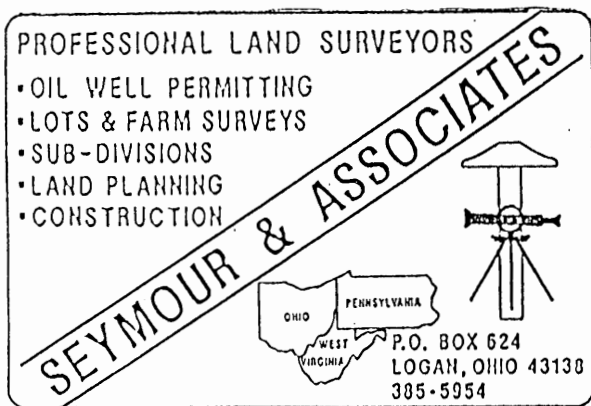 PROFESSIONAL LAND SURVEYORS
•OIL WELL PERMITTING
•LOTS & FARM SURVEYS
•SUB-DIVISIONS
•LAND PLANNING
•CONSTRUCTION
SEYMOUR & ASSOCIATES
OHIO
PENNSYLVANIA
WEST
VIRGINIA
P.O. BOX 624
LOGAN, OHIO 43138
385-5954